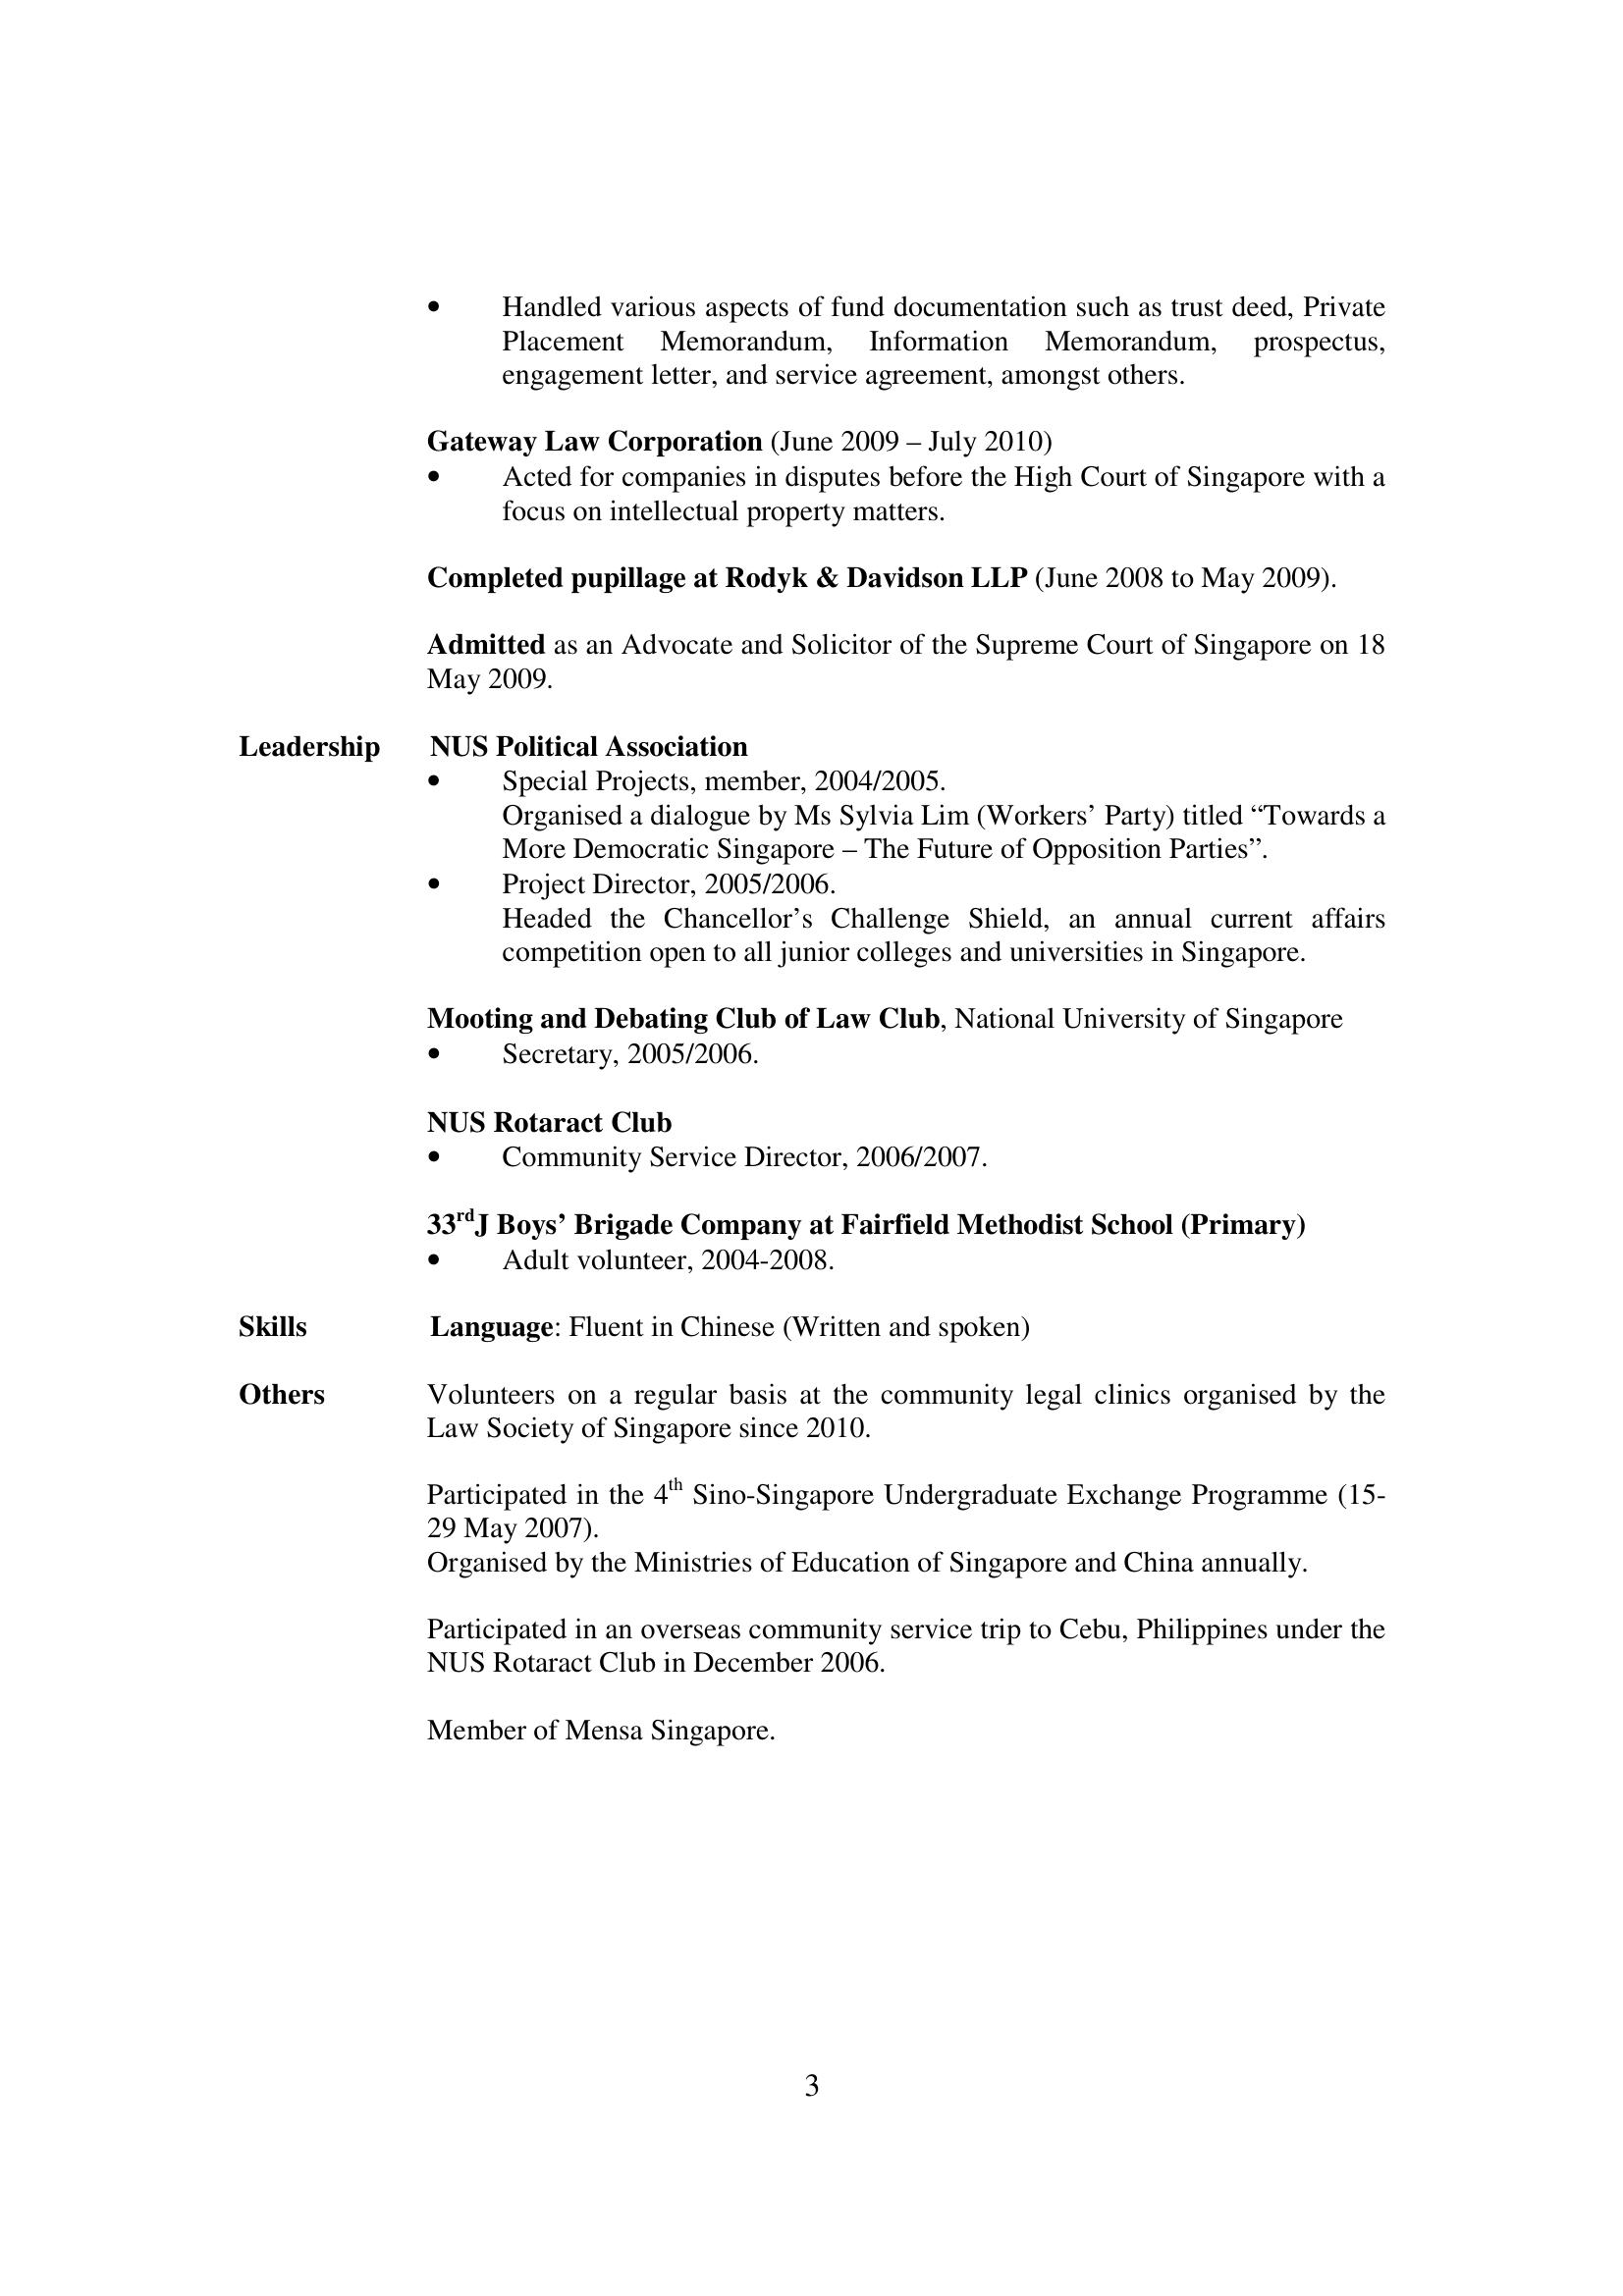 • Handled various aspects of fund documentation such as trust deed, Private
Placement Memorandum, Information Memorandum, prospectus,
engagement letter, and service agreement, amongst others.
Gateway Law Corporation (June 2009 – July 2010)
• Acted for companies in disputes before the High Court of Singapore with a
focus on intellectual property matters.
Completed pupillage at Rodyk & Davidson LLP (June 2008 to May 2009).
Admitted as an Advocate and Solicitor of the Supreme Court of Singapore on 18
May 2009.
Leadership NUS Political Association
• Special Projects, member, 2004/2005.
Organised a dialogue by Ms Sylvia Lim (Workers’ Party) titled “Towards a
More Democratic Singapore – The Future of Opposition Parties”.
• Project Director, 2005/2006.
Headed the Chancellor’s Challenge Shield, an annual current affairs
competition open to all junior colleges and universities in Singapore.
Mooting and Debating Club of Law Club, National University of Singapore
• Secretary, 2005/2006.
NUS Rotaract Club
• Community Service Director, 2006/2007.
33rdJ Boys’ Brigade Company at Fairfield Methodist School (Primary)
• Adult volunteer, 2004-2008.
Skills Language: Fluent in Chinese (Written and spoken)
Others Volunteers on a regular basis at the community legal clinics organised by the
Law Society of Singapore since 2010.
Participated in the 4th Sino-Singapore Undergraduate Exchange Programme (15-
29 May 2007).
Organised by the Ministries of Education of Singapore and China annually.
Participated in an overseas community service trip to Cebu, Philippines under the
NUS Rotaract Club in December 2006.
Member of Mensa Singapore.
3